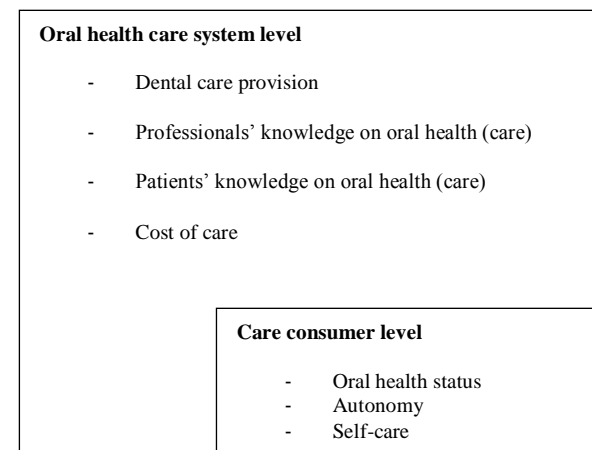 Oral health care system level
- Dental care provision
- Professionals' knowledge on oral health (care)
- Patients' knowledge on oral health (care)
- Cost of care
Care consumer level
- Oral health status
- Autonomy
- Self-care